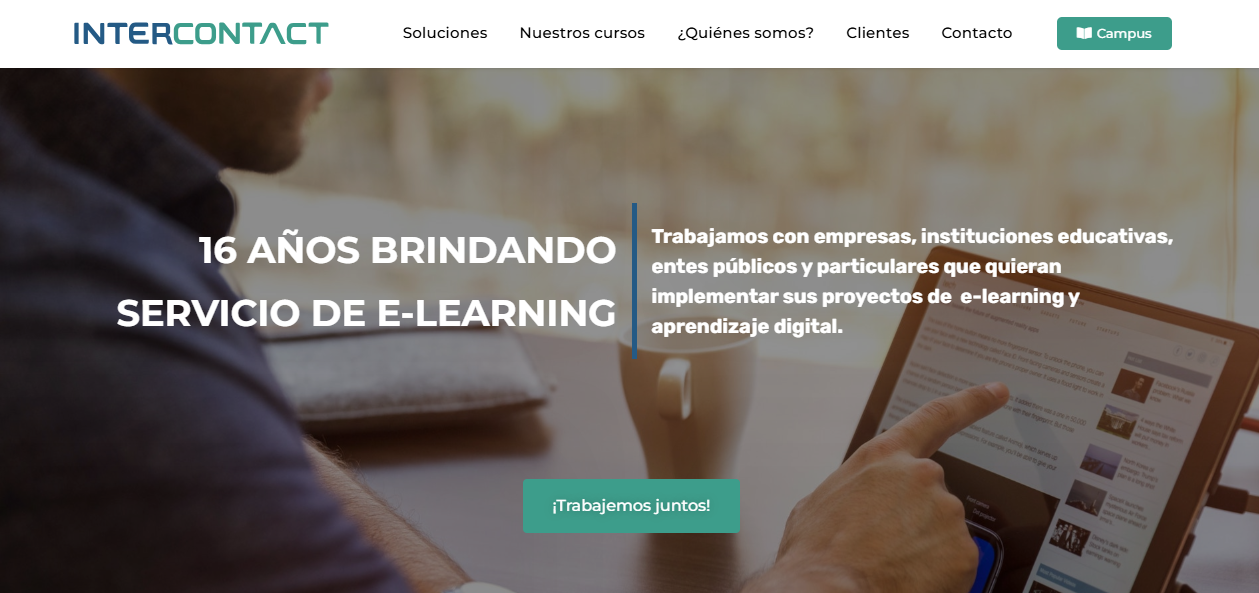 INTERCONTACT
Soluciones
Nuestros cursos
¿Quiénes somos?
Clientes
Contacto
Campus
16 AÑOS BRINDANDO
SERVICIO DE E-LEARNING
Trabajamos con empresas, instituciones educativas,
entes públicos y particulares que quieran
implementar sus proyectos de e-learning y
aprendizaje digital.
¡Trabajemos juntos!